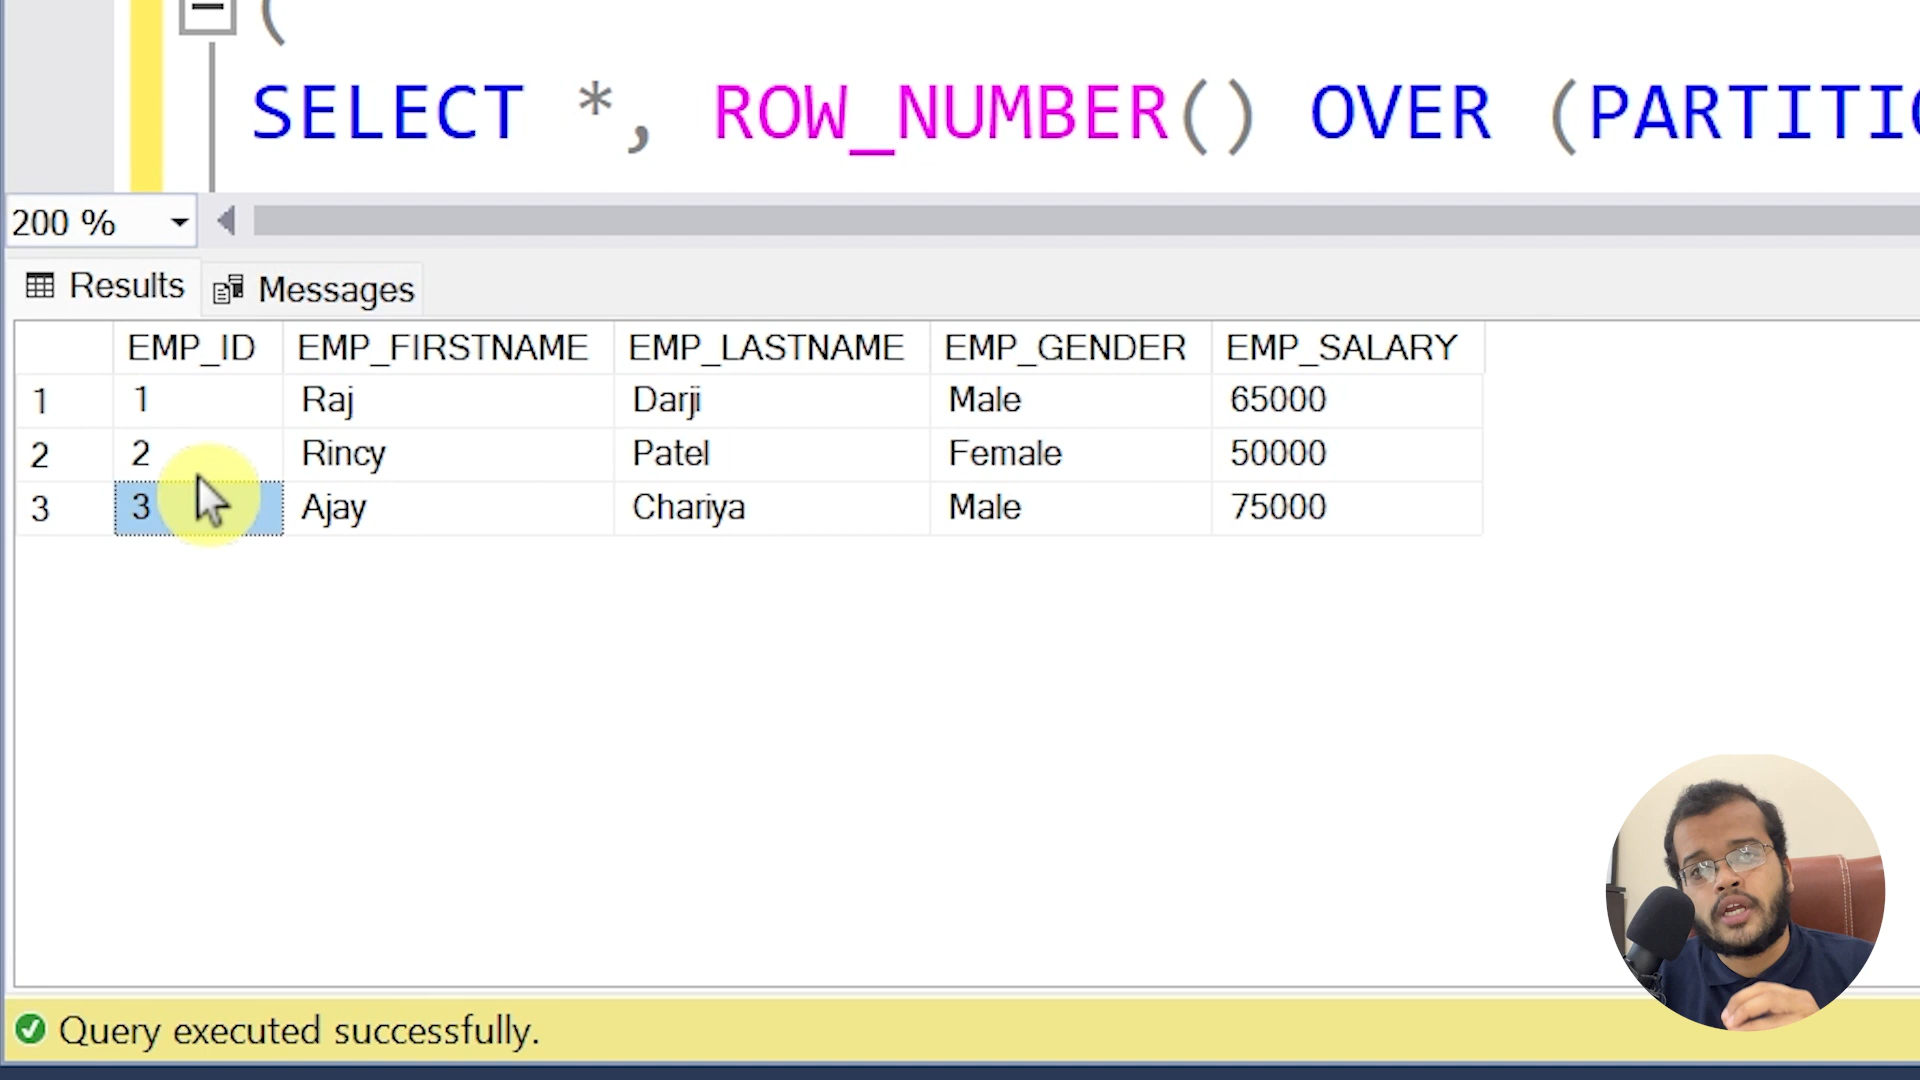 (
SELECT *, ROW_NUMBER() OVER (PARTITIO
200 %
Results Messages
EMP_ID EMP_FIRSTNAME EMP_LASTNAME EMP_GENDER EMP_SALARY
1 1 Raj Darji Male 65000
2 2 Rincy Patel Female 50000
3 3 Ajay Chariya Male 75000
Query executed successfully.